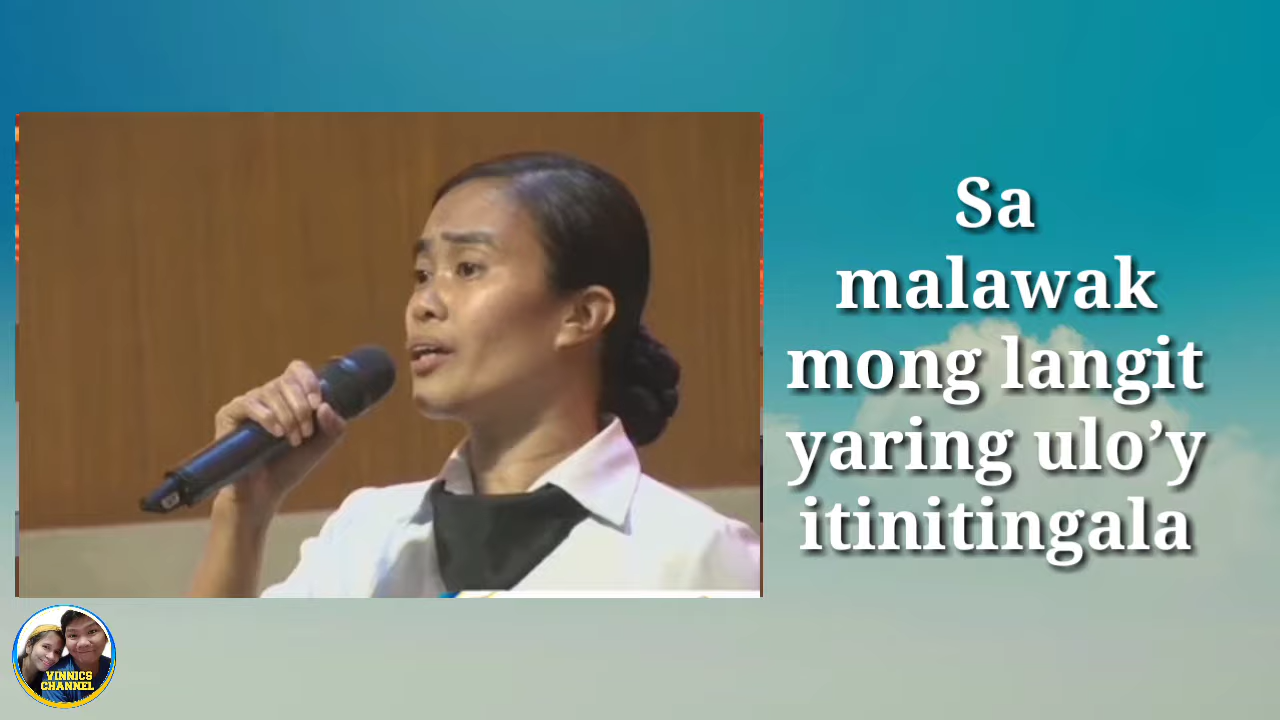 Sa
malawak
mong langit
yaring ulo’y
itinitingala
VINNICS
CHANNEL